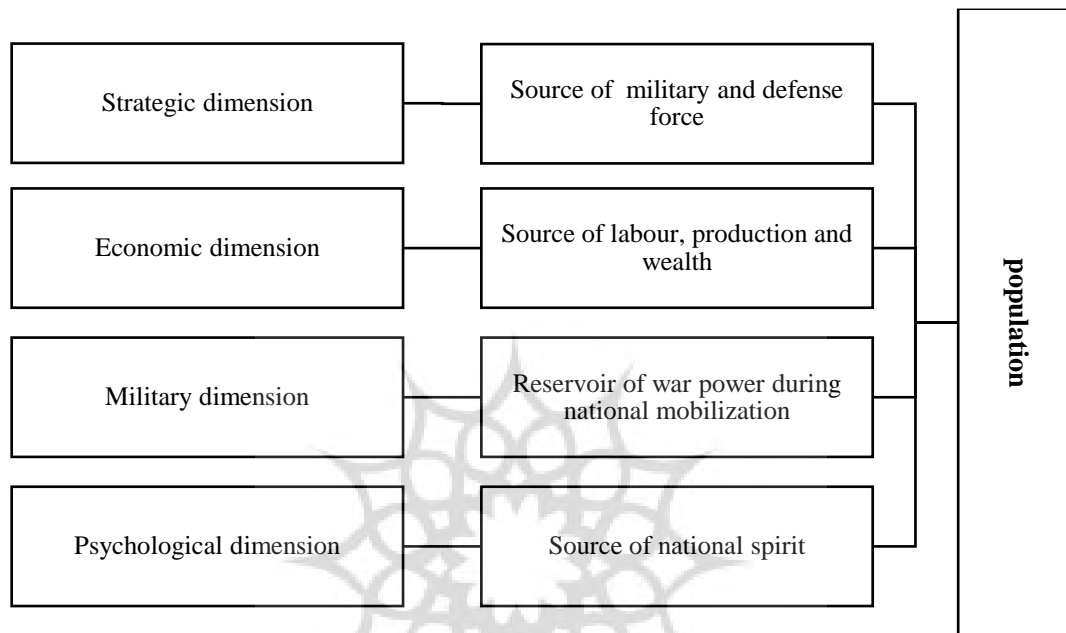 Strategic dimension
Source of military and defense
force
Economic dimension
Source of labour, production and
wealth
Military dimension
Reservoir of war power during
national mobilization
Psychological dimension
Source of national spirit
population